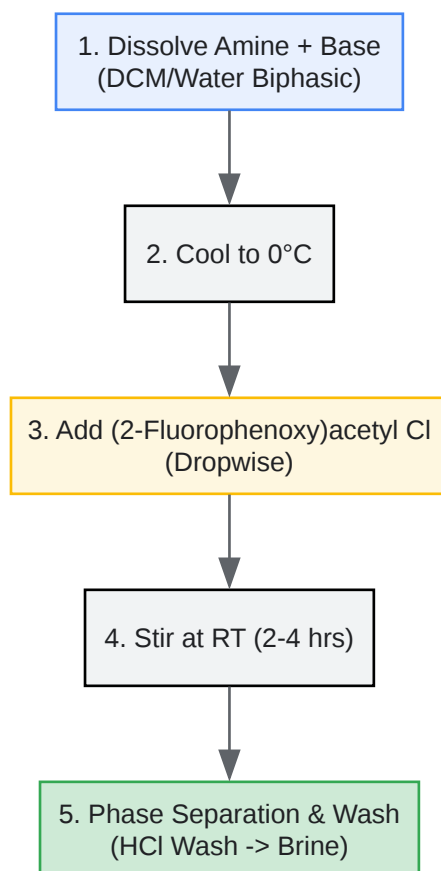 1. Dissolve Amine + Base
(DCM/Water Biphasic)
2. Cool to 0°C
3. Add (2-Fluorophenoxy)acetyl Cl
(Dropwise)
4. Stir at RT (2-4 hrs)
5. Phase Separation & Wash
(HCl Wash -> Brine)